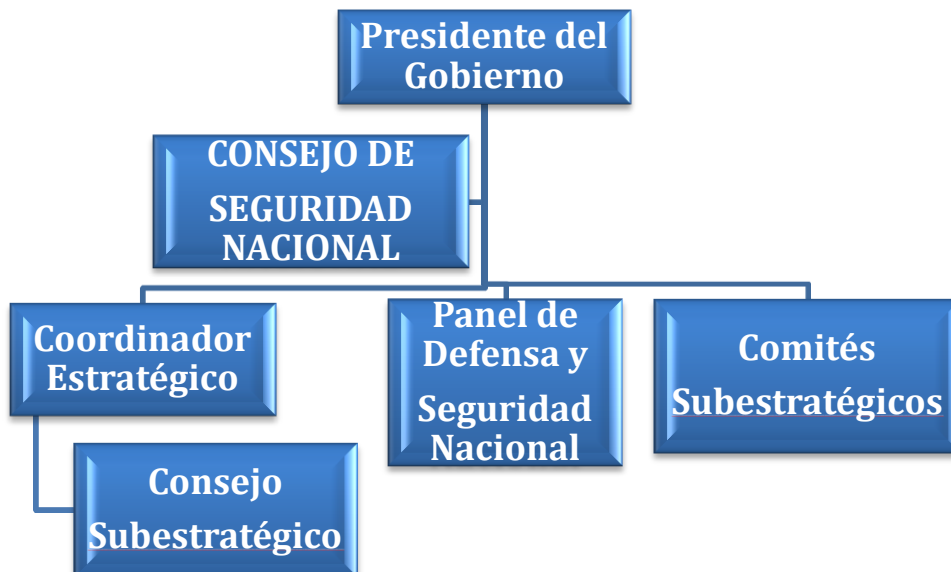 Presidente del
Gobierno
CONSEJO DE
SEGURIDAD
NACIONAL
Coordinador
Estratégico
Panel de
Defensa y
Seguridad
Nacional
Comités
Subestratégicos
Consejo
Subestratégico